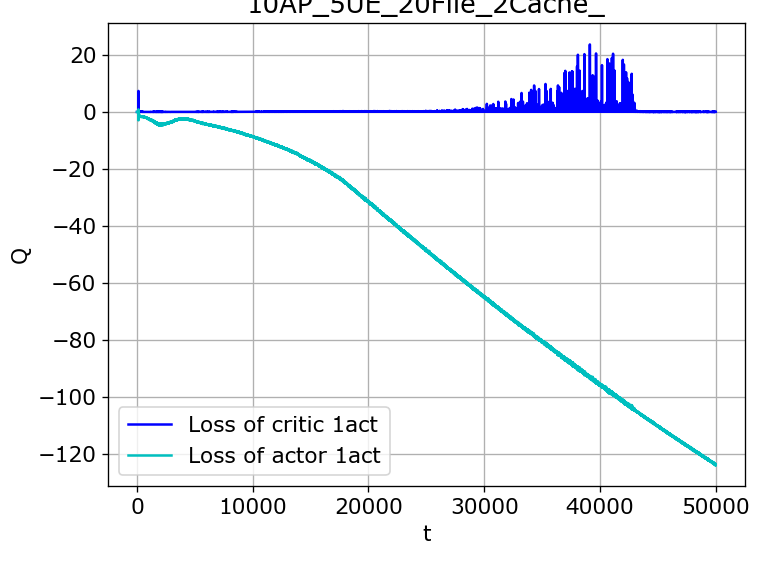 10AP_5UE_20File_2Cache_
20
0
−20
−40
−60
−80
−100
−120
Q
Loss of critic 1act
Loss of actor 1act
0 10000 20000 30000 40000 50000
t